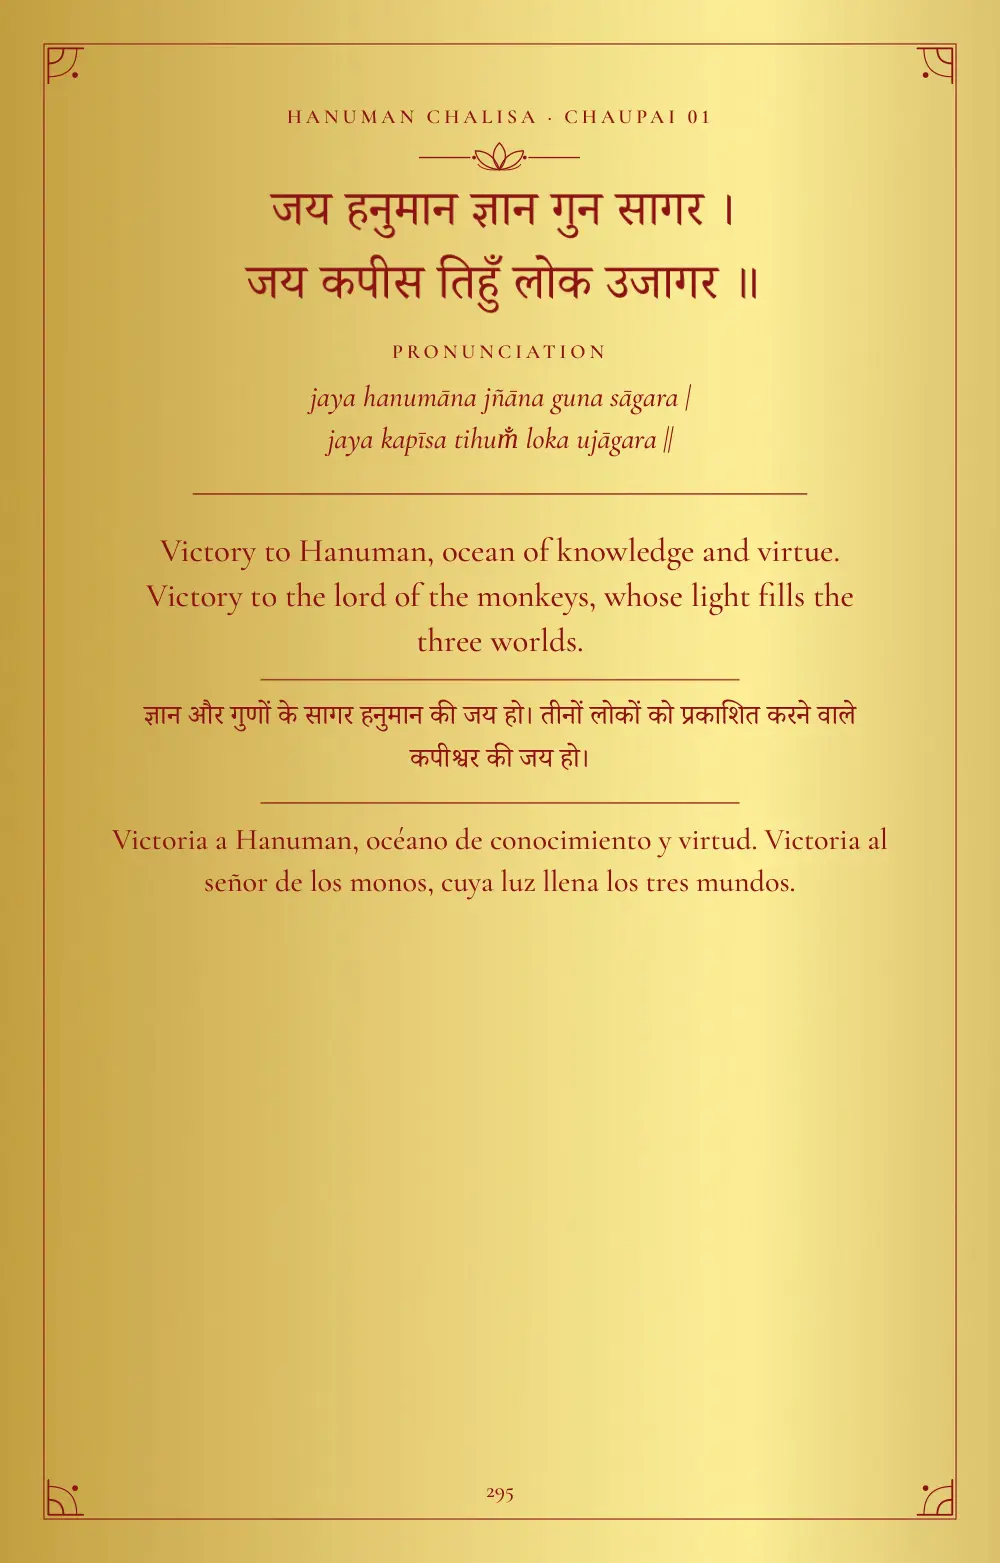 HANUMAN CHALISA · CHAUPAI 01
जय हनुमान ज्ञान गुन सागर ।
जय कपीस तिहुँ लोक उजागर ॥
PRONUNCIATION
jaya hanumāna jñāna guna sāgara |
jaya kapīsa tihum̐ loka ujāgara ||
Victory to Hanuman, ocean of knowledge and virtue.
Victory to the lord of the monkeys, whose light fills the
three worlds.
ज्ञान और गुणों के सागर हनुमान की जय हो। तीनों लोकों को प्रकाशित करने वाले
कपीश्वर की जय हो।
Victoria a Hanuman, océano de conocimiento y virtud. Victoria al
señor de los monos, cuya luz llena los tres mundos.
295